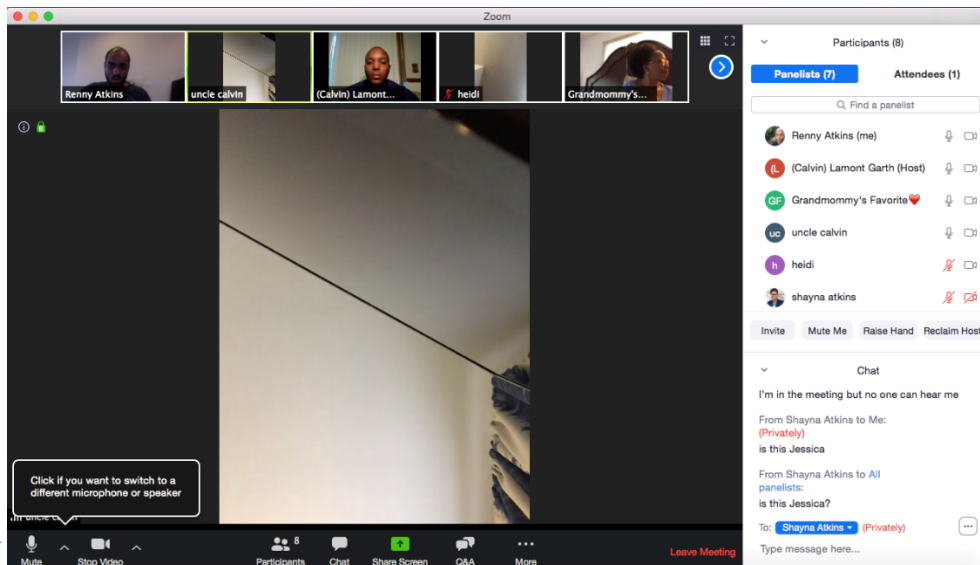 Zoom
Renny Atkins
uncle calvin
(Calvin) Lamont...
heidi
Grandmommy's...
Participants (8)
Panelists (7)
Attendees (1)
Find a panelist
Renny Atkins (me)
(L
(Calvin) Lamont Garth (Host)
GF
Grandmommy's Favorite❤️
uc
uncle calvin
h
heidi
shayna atkins
Invite
Mute Me
Raise Hand
Reclaim Host
Chat
I'm in the meeting but no one can hear me
From Shayna Atkins to Me:
(Privately)
is this Jessica
From Shayna Atkins to All
panelists:
is this Jessica?
To: Shayna Atkins (Privately)
Type message here...
Click if you want to switch to a
different microphone or speaker
uncle calvin
Mute
Stop Video
8
Participants
Chat
Share Screen
Q&A
More
Leave Meeting